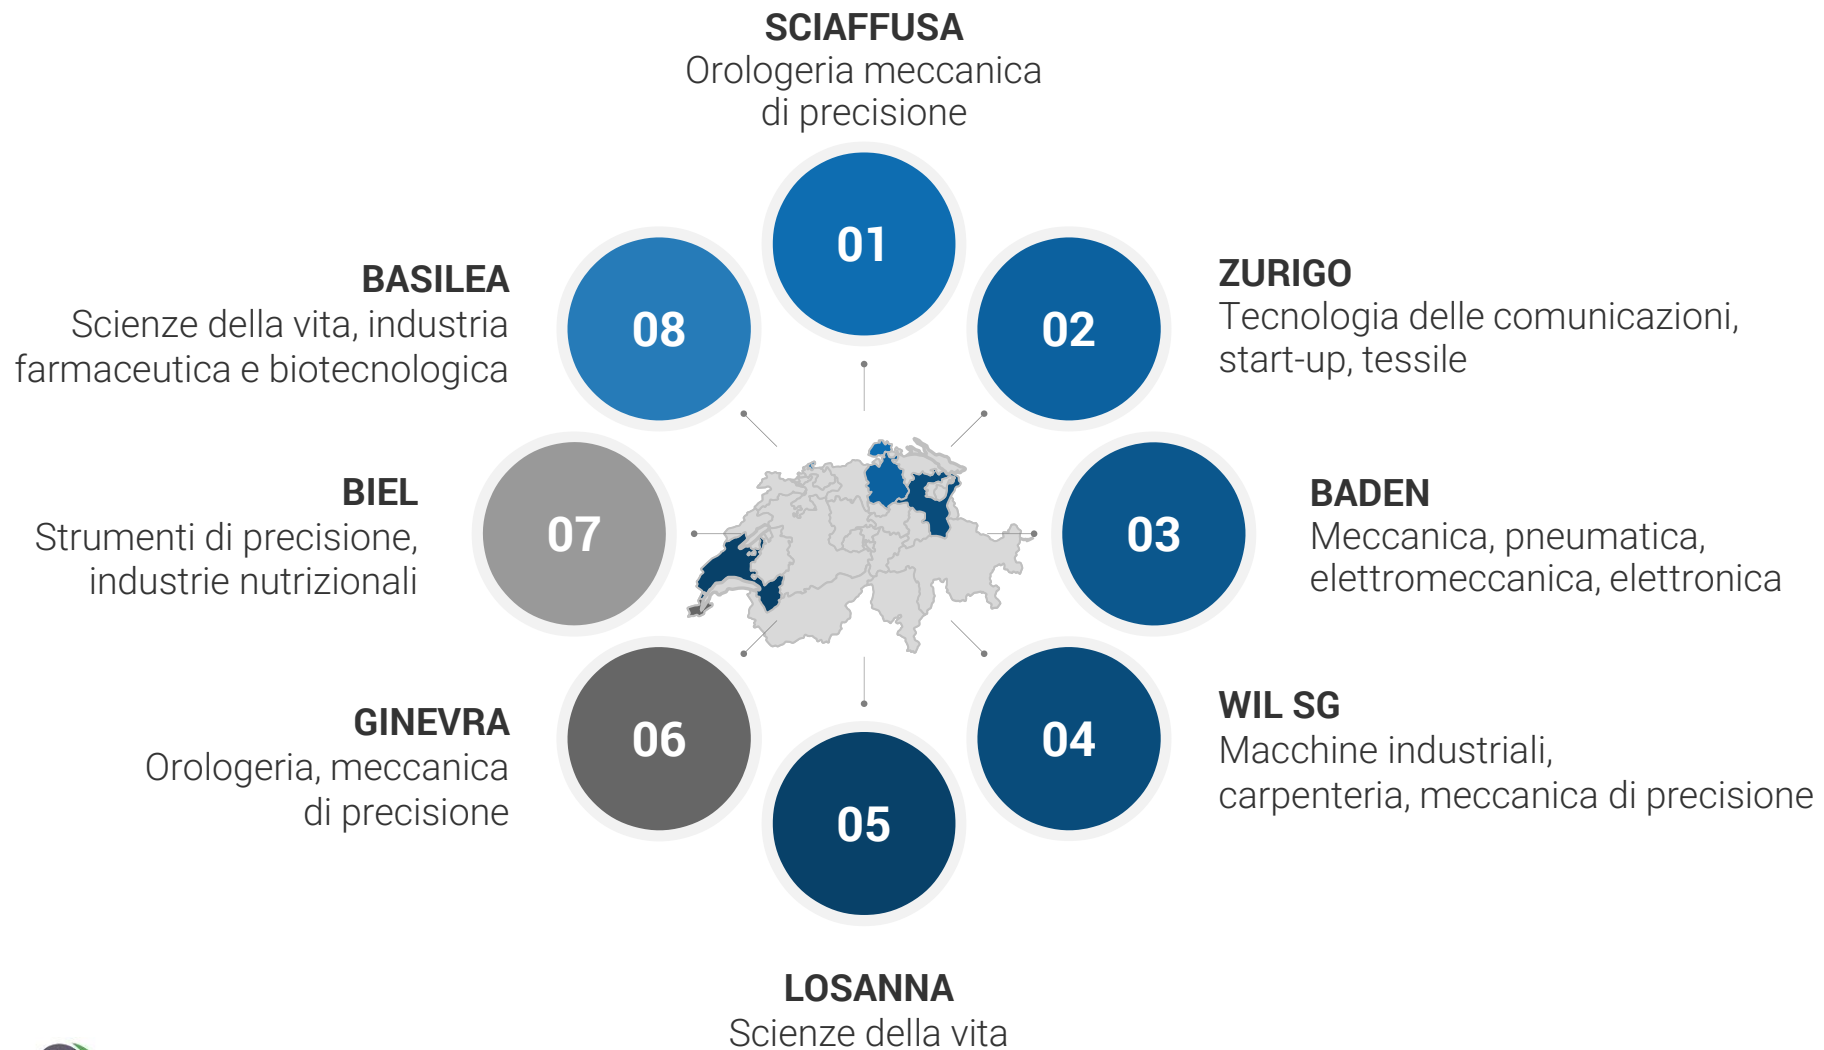 SCIAFFUSA
Orologeria meccanica
di precisione
01
ZURIGO
Tecnologia delle comunicazioni,
start-up, tessile
02
BADEN
Meccanica, pneumatica,
elettromeccanica, elettronica
03
WIL SG
Macchine industriali,
carpenteria, meccanica di precisione
04
05
LOSANNA
Scienze della vita
GINEVRA
Orologeria, meccanica
di precisione
06
BIEL
Strumenti di precisione,
industrie nutrizionali
07
BASILEA
Scienze della vita, industria
farmaceutica e biotecnologica
08